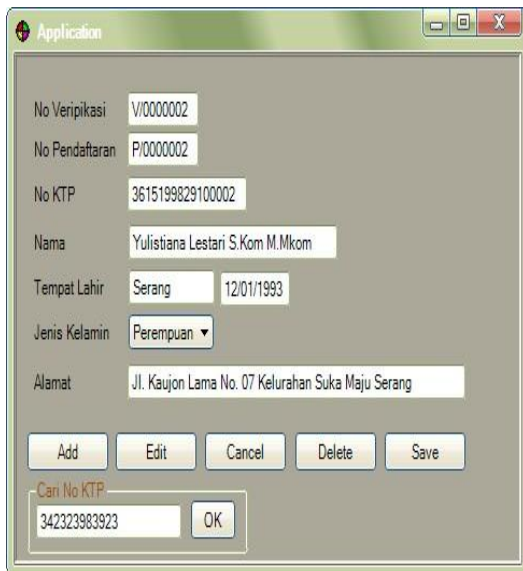 Application
No Veripikasi V/0000002
No Pendaftaran P/0000002
No KTP 3615199829100002
Nama Yulistiana Lestari S.Kom M.Mkom
Tempat Lahir Serang 12/01/1993
Jenis Kelamin Perempuan
Alamat Jl. Kaujon Lama No. 07 Kelurahan Suka Maju Serang
Add Edit Cancel Delete Save
Cari No KTP
342323983923 OK